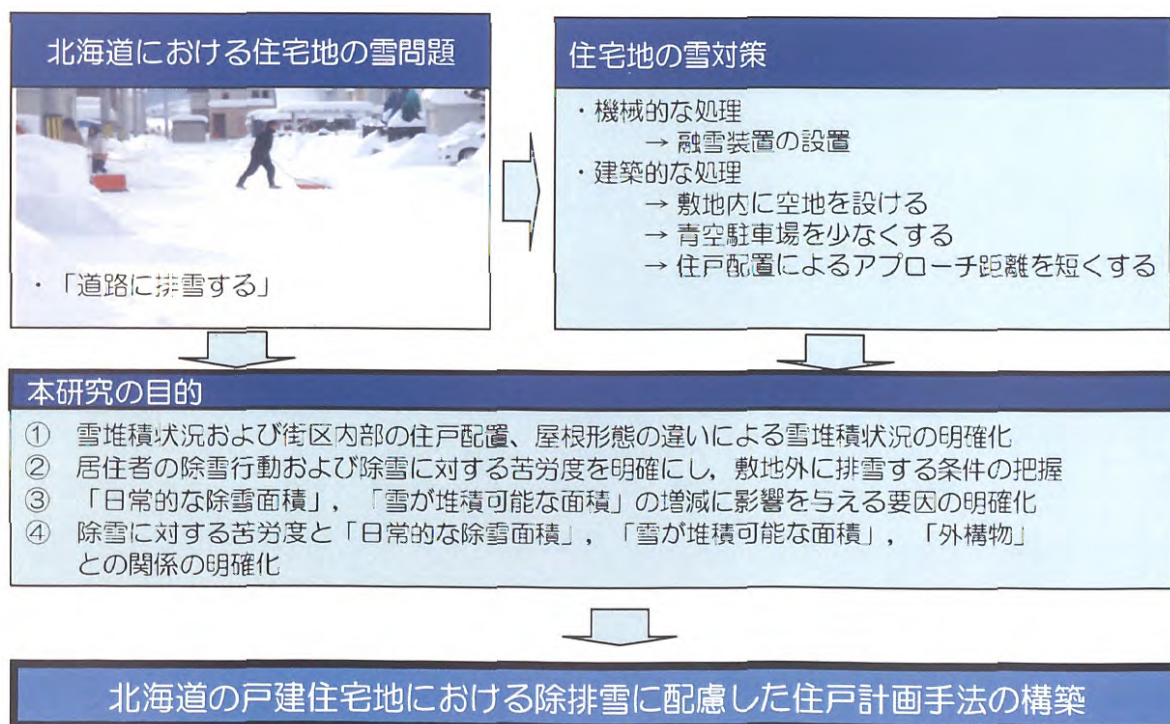 北海道における住宅地の雪問題
・「道路に排雪する」
住宅地の雪対策
・機械的な処理
→ 融雪装置の設置
・建築的な処理
→ 敷地内に空地を設ける
→ 青空駐車場を少なくする
→ 住戸配置によるアプローチ距離を短くする
本研究の目的
① 雪堆積状況および街区内部の住戸配置、屋根形態の違いによる雪堆積状況の明確化
② 居住者の除雪行動および除雪に対する苦労度を明確にし，敷地外に排雪する条件の把握
③ 「日常的な除雪面積」，「雪が堆積可能な面積」の増減に影響を与える要因の明確化
④ 除雪に対する苦労度と「日常的な除雪面積」，「雪が堆積可能な面積」，「外構物」
との関係の明確化
北海道の戸建住宅地における除排雪に配慮した住戸計画手法の構築